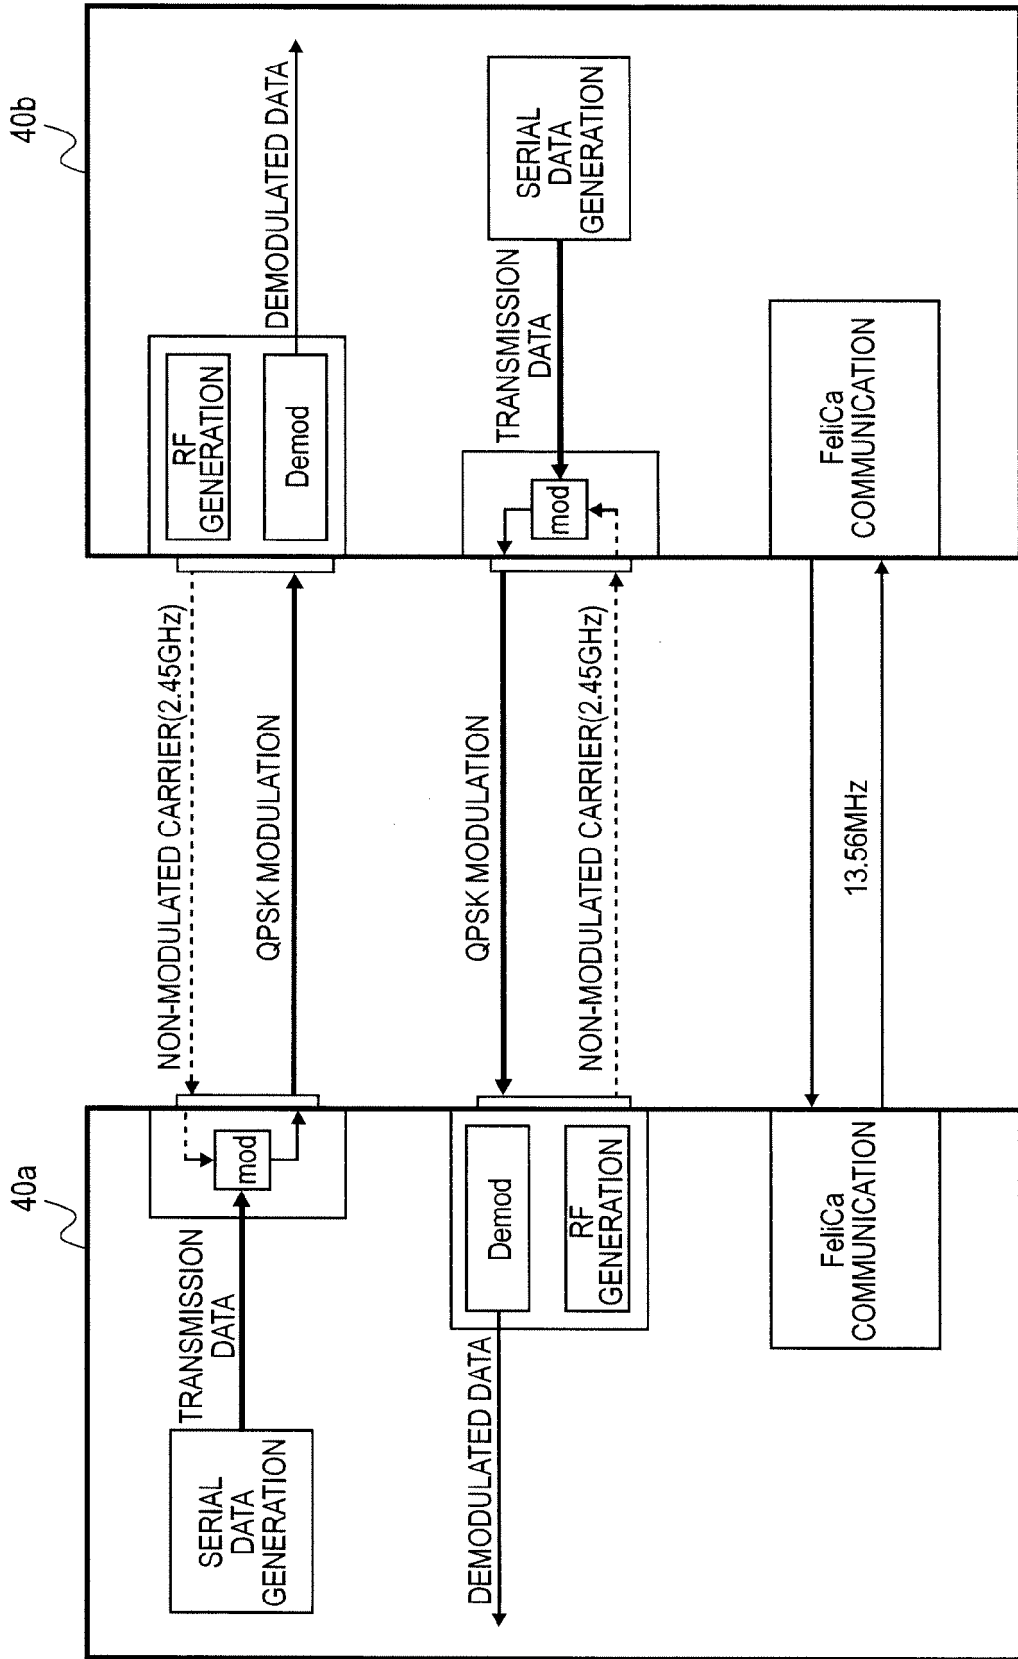 40a
40b
SERIAL
DATA
GENERATION
TRANSMISSION
DATA
mod
NON-MODULATED CARRIER(2.45GHz)
QPSK MODULATION
RF
GENERATION
Demod
DEMODULATED DATA
DEMODULATED DATA
Demod
RF
GENERATION
QPSK MODULATION
NON-MODULATED CARRIER(2.45GHz)
mod
TRANSMISSION
DATA
SERIAL
DATA
GENERATION
FeliCa
COMMUNICATION
13.56MHz
FeliCa
COMMUNICATION